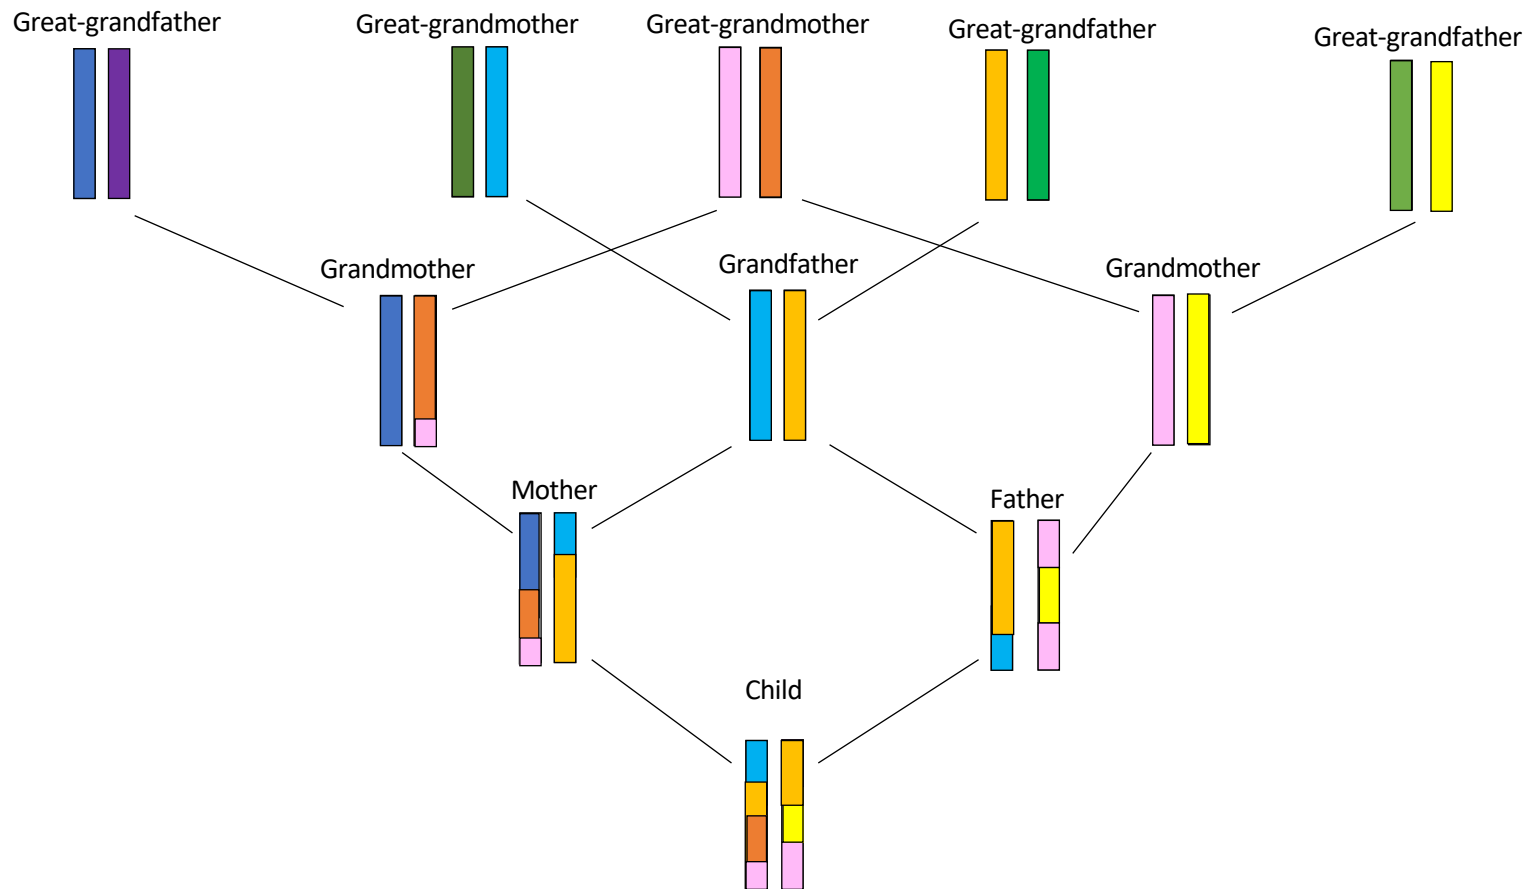 Great-grandfather
Great-grandmother
Great-grandmother
Great-grandfather
Great-grandfather
Grandmother
Grandfather
Grandmother
Mother
Father
Child